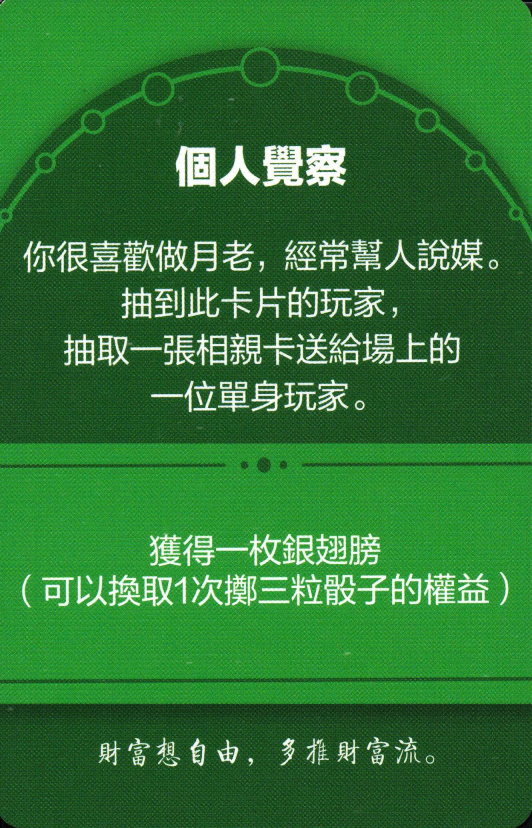 個人覺察
你很喜歡做月老，經常幫人說媒。
抽到此卡片的玩家，
抽取一張相親卡送給場上的
一位單身玩家。
獲得一枚銀翅膀
（可以換取1次擲三粒骰子的權益）
財富想自由，多推財富流。